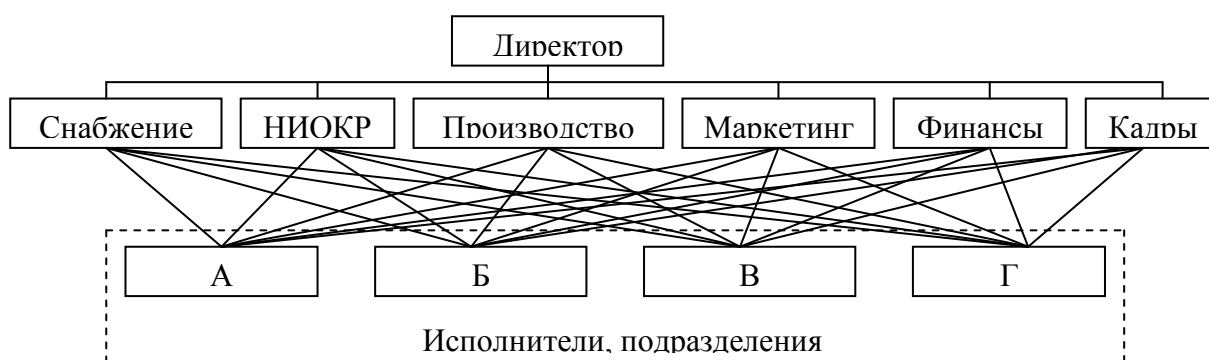 Директор
Снабжение НИОКР Производство Маркетинг Финансы Кадры
А Б В Г
Исполнители, подразделения